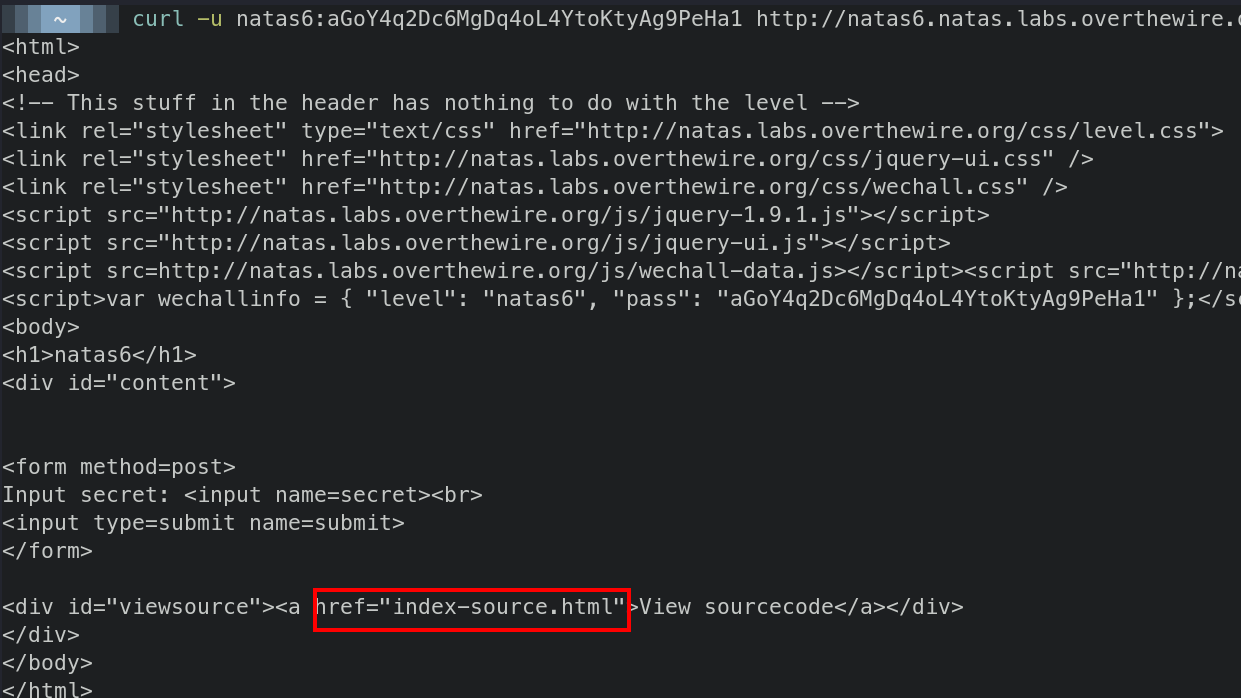 ~ curl -u natas6:aGoY4q2Dc6MgDq4oL4YtoKtyAg9PeHa1 http://natas6.natas.labs.overthewire.o
<html>
<head>
<!-- This stuff in the header has nothing to do with the level -->
<link rel="stylesheet" type="text/css" href="http://natas.labs.overthewire.org/css/level.css">
<link rel="stylesheet" href="http://natas.labs.overthewire.org/css/jquery-ui.css" />
<link rel="stylesheet" href="http://natas.labs.overthewire.org/css/wechall.css" />
<script src="http://natas.labs.overthewire.org/js/jquery-1.9.1.js"></script>
<script src="http://natas.labs.overthewire.org/js/jquery-ui.js"></script>
<script src=http://natas.labs.overthewire.org/js/wechall-data.js></script><script src="http://na
<script>var wechallinfo = { "level": "natas6", "pass": "aGoY4q2Dc6MgDq4oL4YtoKtyAg9PeHa1" };</sc
<body>
<h1>natas6</h1>
<div id="content">
<form method=post>
Input secret: <input name=secret><br>
<input type=submit name=submit>
</form>
<div id="viewsource"><a href="index-source.html">View sourcecode</a></div>
</div>
</body>
</html>